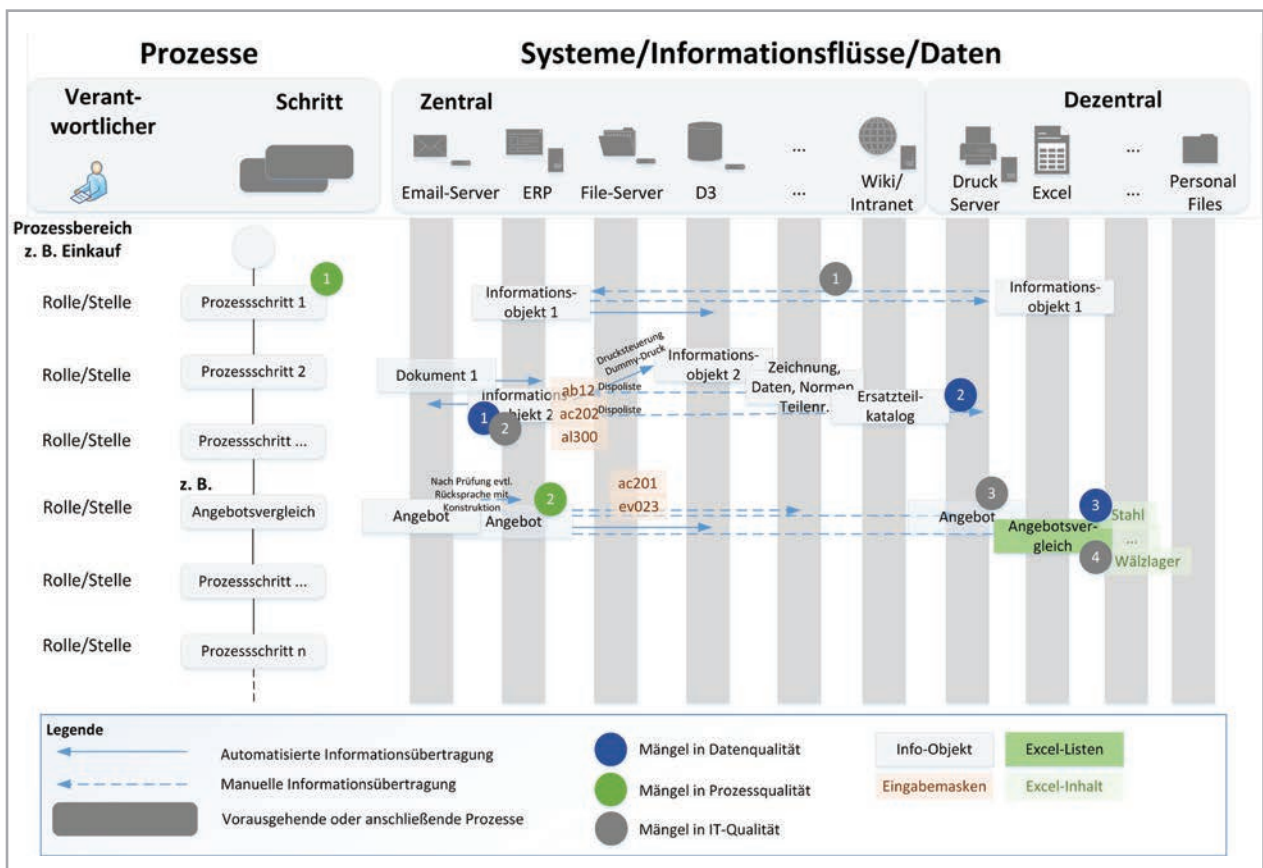 Prozesse
Systeme/Informationsflüsse/Daten
Verant-
wortlicher
Schritt
Zentral
Dezentral
Email-Server
ERP
File-Server
D3
...
...
Wiki/
Intranet
Druck
Server
Excel
...
...
Personal
Files
Prozessbereich
z. B. Einkauf
Rolle/Stelle
Prozessschritt 1
1
Informations-
objekt 1
1
Informations-
objekt 1
Rolle/Stelle
Prozessschritt 2
Dokument 1
Drucksteuerung
Dummy-Druck
Informations-
objekt 2
Zeichnung,
Daten, Normen,
Teilenr.
Ersatzteil-
katalog
2
Informations-
objekt 2
1
2
ab12
Dispoliste
ac202
Dispoliste
al300
Rolle/Stelle
Prozessschritt ...
z. B.
Rolle/Stelle
Angebotsvergleich
Nach Prüfung evtl.
Rücksprache mit
Konstruktion
Angebot
Angebot
2
ac201
ev023
Angebot
3
Angebotsver-
gleich
3
Stahl
...
4
Wälzlager
Rolle/Stelle
Prozessschritt ...
Rolle/Stelle
Prozessschritt n
Legende
Automatisierte Informationsübertragung
Manuelle Informationsübertragung
Vorausgehende oder anschließende Prozesse
Mängel in Datenqualität
Mängel in Prozessqualität
Mängel in IT-Qualität
Info-Objekt
Excel-Listen
Eingabemasken
Excel-Inhalt